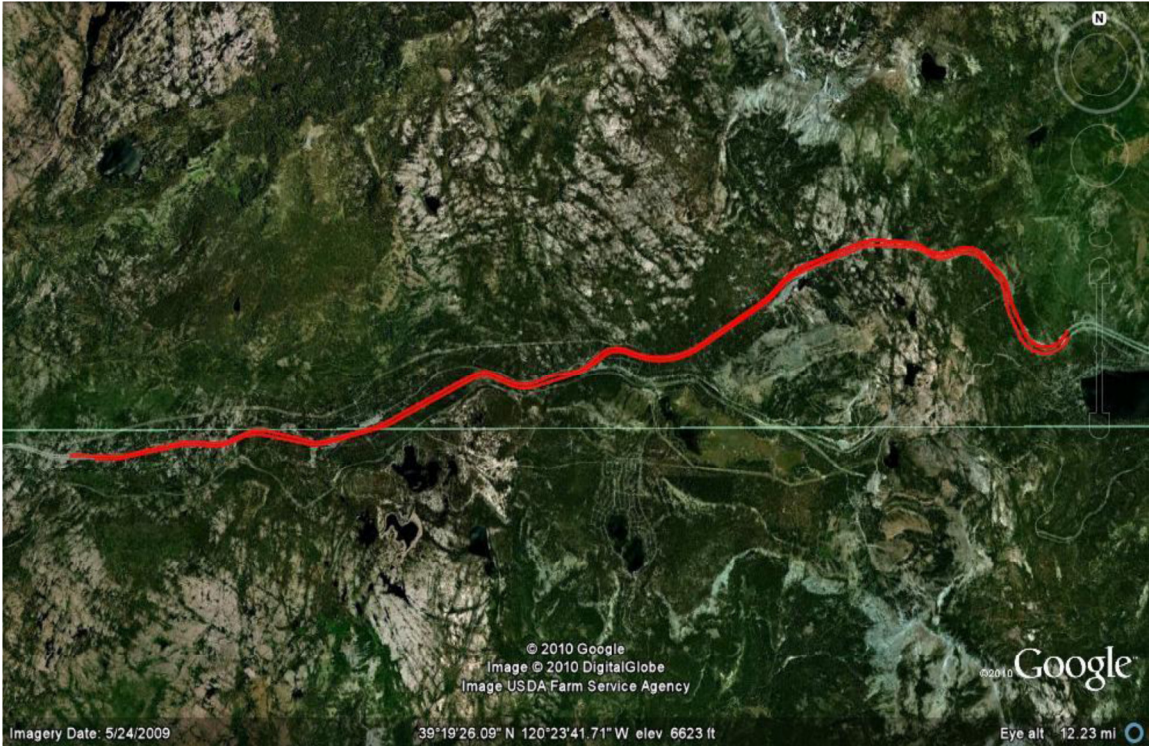 N
© 2010 Google
Image © 2010 DigitalGlobe
Image USDA Farm Service Agency
©2010 Google
Imagery Date: 5/24/2009
39°19'26.09" N 120°23'41.71" W elev 6623 ft
Eye alt 12.23 mi